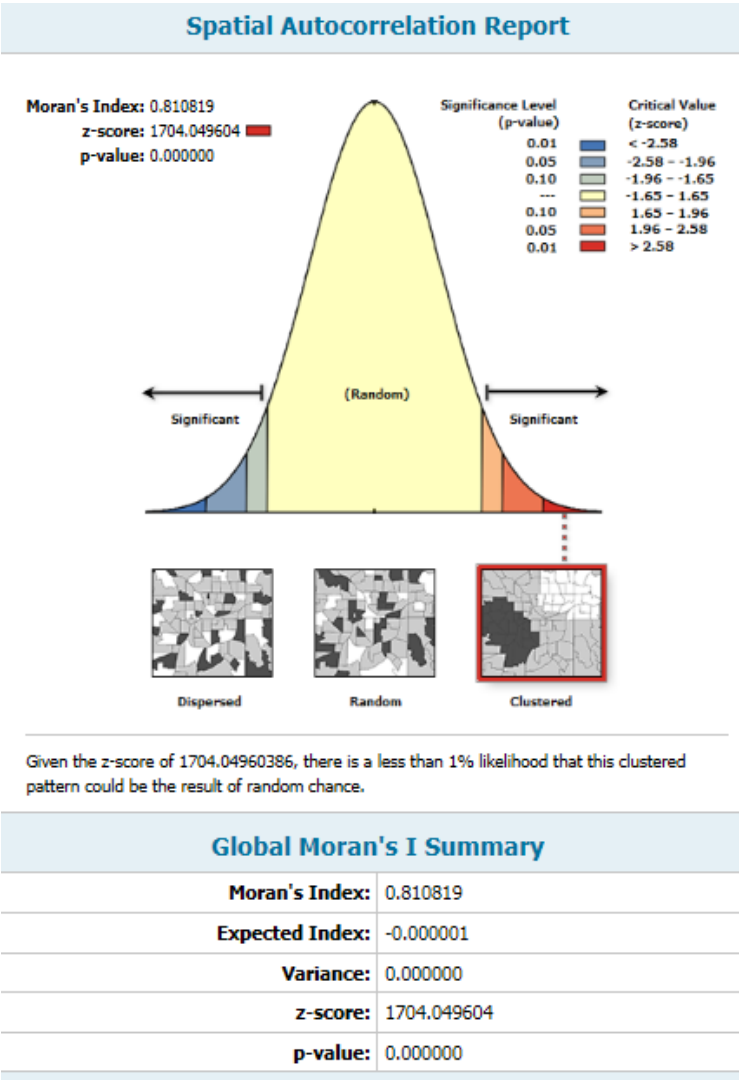 Spatial Autocorrelation Report
Moran's Index: 0.810819
z-score: 1704.049604
p-value: 0.000000
Significance Level (p-value) Critical Value (z-score)
0.01 < -2.58
0.05 -2.58 - -1.96
0.10 -1.96 - -1.65
--- -1.65 - 1.65
0.10 1.65 - 1.96
0.05 1.96 - 2.58
0.01 > 2.58
(Random)
Significant Significant
Dispersed Random Clustered
Given the z-score of 1704.04960386, there is a less than 1% likelihood that this clustered
pattern could be the result of random chance.
Global Moran's I Summary
Moran's Index: 0.810819
Expected Index: -0.000001
Variance: 0.000000
z-score: 1704.049604
p-value: 0.000000